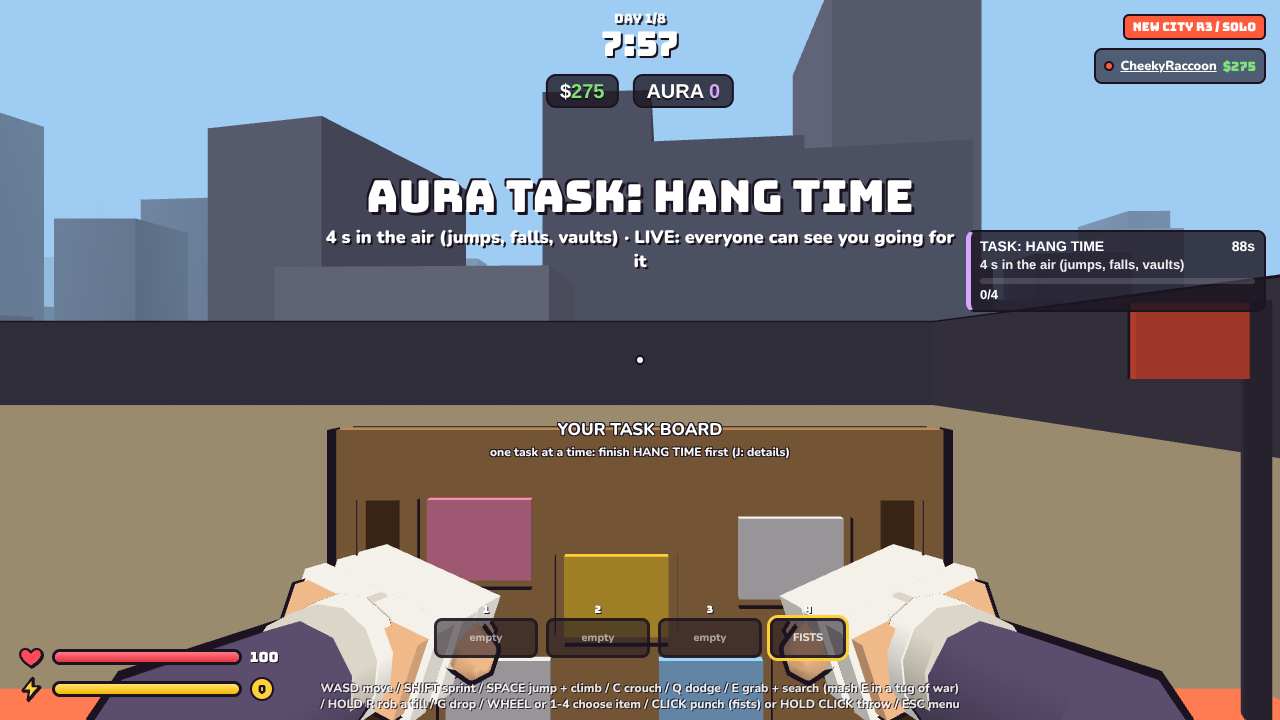 DAY 1/8
7:57
$275
AURA 0
NEW CITY R3 / SOLO
CheekyRaccoon $275
AURA TASK: HANG TIME
4 s in the air (jumps, falls, vaults) · LIVE: everyone can see you going for
it
TASK: HANG TIME 88s
4 s in the air (jumps, falls, vaults)
0/4
YOUR TASK BOARD
one task at a time: finish HANG TIME first (J: details)
1 2 3 4
empty empty empty FISTS
100
0
WASD move / SHIFT sprint / SPACE jump + climb / C crouch / Q dodge / E grab + search (mash E in a tug of war)
/ HOLD R rob a till / G drop / WHEEL or 1-4 choose item / CLICK punch (fists) or HOLD CLICK throw / ESC menu